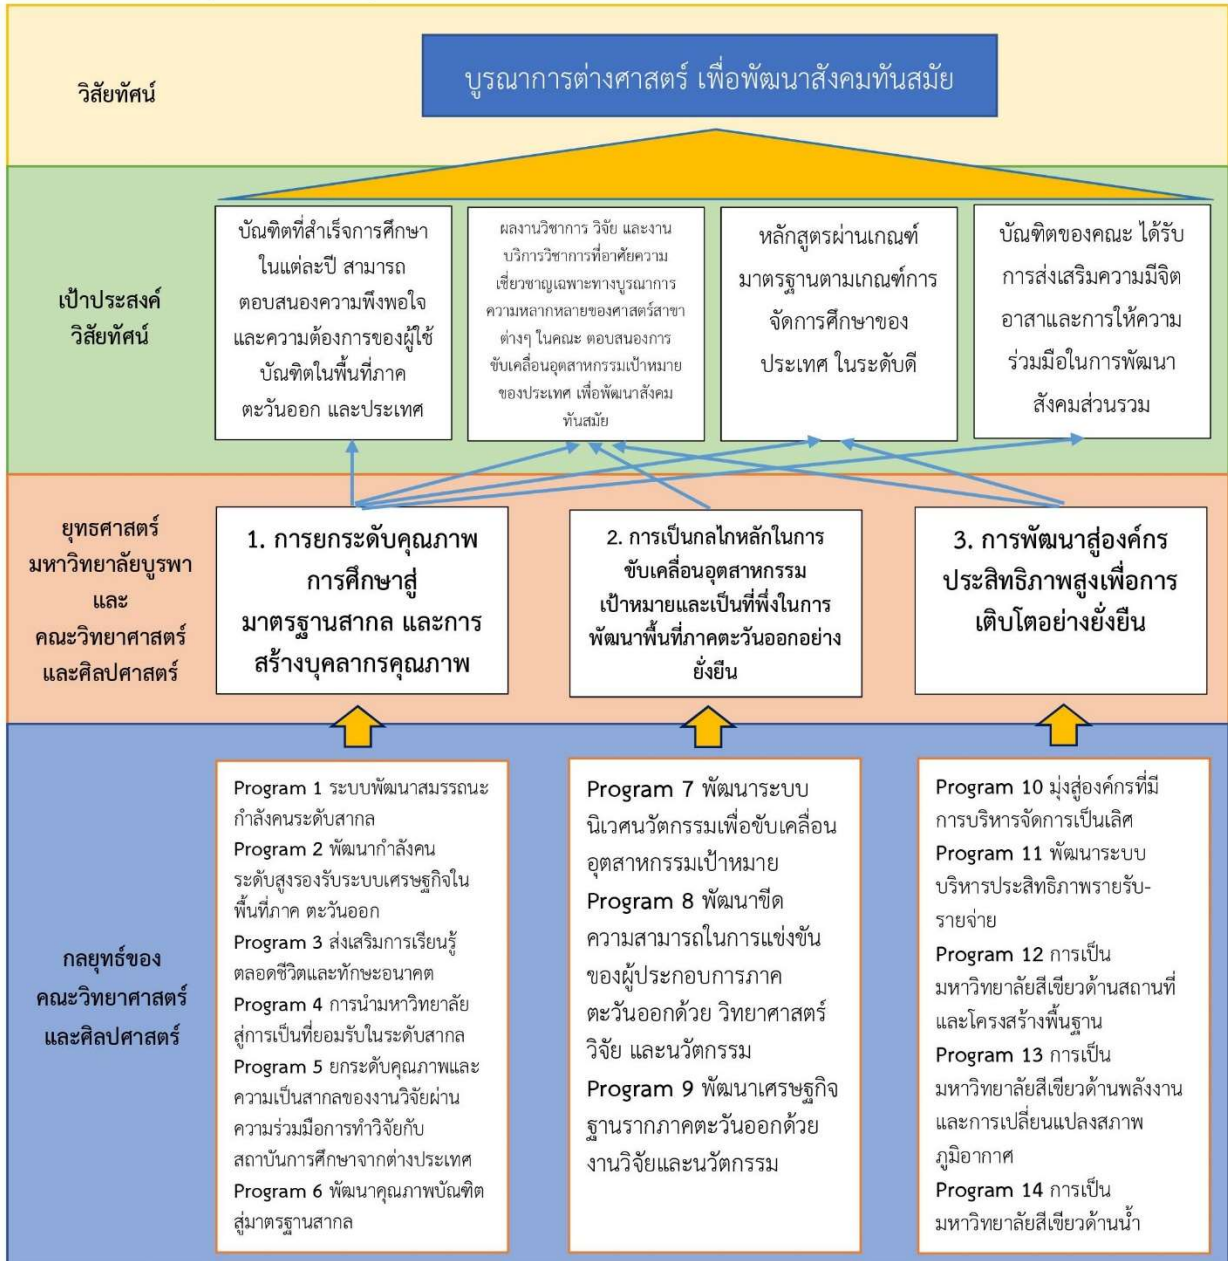 วิสัยทัศน์
บูรณาการต่างศาสตร์ เพื่อพัฒนาสังคมทันสมัย
เป้าประสงค์
วิสัยทัศน์
บัณฑิตที่สำเร็จการศึกษา
ในแต่ละปี สามารถ
ตอบสนองความพึงพอใจ
และความต้องการของผู้ใช้
บัณฑิตในพื้นที่ภาค
ตะวันออก และประเทศ
ผลงานวิชาการ วิจัย และงาน
บริการวิชาการที่อาศัยความ
เชี่ยวชาญเฉพาะทางบูรณาการ
ความหลากหลายของศาสตร์สาขา
ต่างๆ ในคณะ ตอบสนองการ
ขับเคลื่อนอุตสาหกรรมเป้าหมาย
ของประเทศ เพื่อพัฒนาสังคม
ทันสมัย
หลักสูตรผ่านเกณฑ์
มาตรฐานตามเกณฑ์การ
จัดการศึกษาของ
ประเทศ ในระดับดี
บัณฑิตของคณะ ได้รับ
การส่งเสริมความมีจิต
อาสาและการให้ความ
ร่วมมือในการพัฒนา
สังคมส่วนรวม
ยุทธศาสตร์
มหาวิทยาลัยบูรพา
และ
คณะวิทยาศาสตร์
และศิลปศาสตร์
1. การยกระดับคุณภาพ
การศึกษาสู่
มาตรฐานสากล และการ
สร้างบุคลากรคุณภาพ
2. การเป็นกลไกหลักในการ
ขับเคลื่อนอุตสาหกรรม
เป้าหมายและเป็นที่พึ่งในการ
พัฒนาพื้นที่ภาคตะวันออกอย่าง
ยั่งยืน
3. การพัฒนาสู่องค์กร
ประสิทธิภาพสูงเพื่อการ
เติบโตอย่างยั่งยืน
กลยุทธ์ของ
คณะวิทยาศาสตร์
และศิลปศาสตร์
Program 1 ระบบพัฒนาสมรรถนะ
กำลังคนระดับสากล
Program 2 พัฒนากำลังคน
ระดับสูงรองรับระบบเศรษฐกิจใน
พื้นที่ภาค ตะวันออก
Program 3 ส่งเสริมการเรียนรู้
ตลอดชีวิตและทักษะอนาคต
Program 4 การนำมหาวิทยาลัย
สู่การเป็นที่ยอมรับในระดับสากล
Program 5 ยกระดับคุณภาพและ
ความเป็นสากลของงานวิจัยผ่าน
ความร่วมมือการทำวิจัยกับ
สถาบันการศึกษาจากต่างประเทศ
Program 6 พัฒนาคุณภาพบัณฑิต
สู่มาตรฐานสากล
Program 7 พัฒนาระบบ
นิเวศนวัตกรรมเพื่อขับเคลื่อน
อุตสาหกรรมเป้าหมาย
Program 8 พัฒนาขีด
ความสามารถในการแข่งขัน
ของผู้ประกอบการภาค
ตะวันออกด้วย วิทยาศาสตร์
วิจัย และนวัตกรรม
Program 9 พัฒนาเศรษฐกิจ
ฐานรากภาคตะวันออกด้วย
งานวิจัยและนวัตกรรม
Program 10 มุ่งสู่องค์กรที่มี
การบริหารจัดการเป็นเลิศ
Program 11 พัฒนาระบบ
บริหารประสิทธิภาพรายรับ-
รายจ่าย
Program 12 การเป็น
มหาวิทยาลัยสีเขียวด้านสถานที่
และโครงสร้างพื้นฐาน
Program 13 การเป็น
มหาวิทยาลัยสีเขียวด้านพลังงาน
และการเปลี่ยนแปลงสภาพ
ภูมิอากาศ
Program 14 การเป็น
มหาวิทยาลัยสีเขียวด้านน้ำ